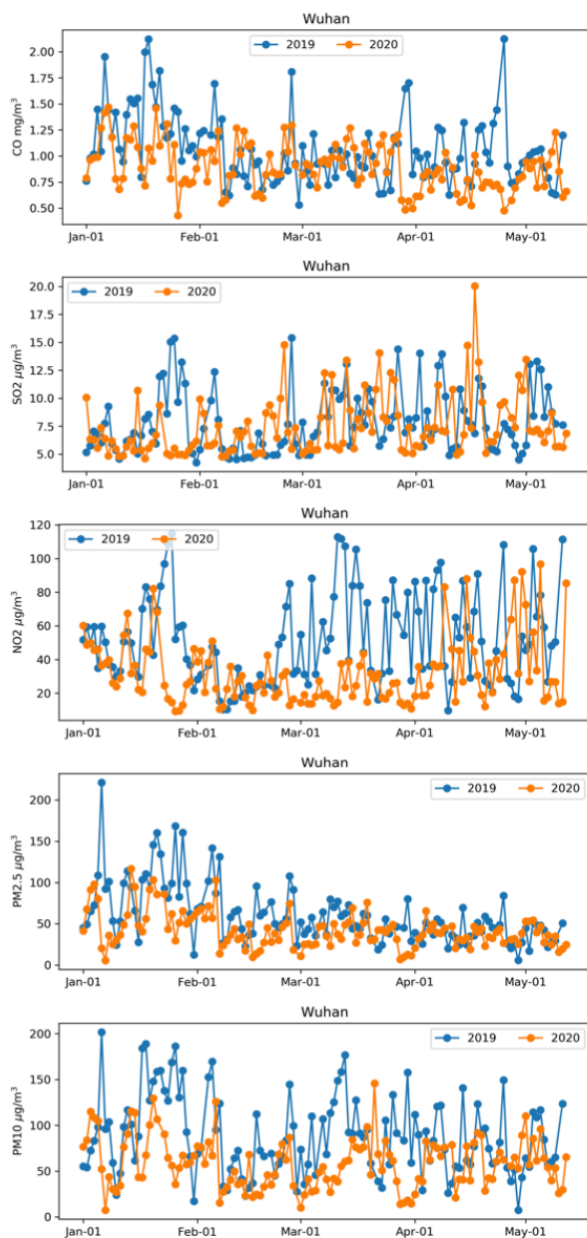 Wuhan
2019 2020
CO mg/m³
2.00
1.75
1.50
1.25
1.00
0.75
0.50
Jan-01 Feb-01 Mar-01 Apr-01 May-01
Wuhan
2019 2020
SO2 µg/m³
20.0
17.5
15.0
12.5
10.0
7.5
5.0
Jan-01 Feb-01 Mar-01 Apr-01 May-01
Wuhan
2019 2020
NO2 µg/m³
120
100
80
60
40
20
Jan-01 Feb-01 Mar-01 Apr-01 May-01
Wuhan
2019 2020
PM2.5 µg/m³
200
150
100
50
0
Jan-01 Feb-01 Mar-01 Apr-01 May-01
Wuhan
2019 2020
PM10 µg/m³
200
150
100
50
0
Jan-01 Feb-01 Mar-01 Apr-01 May-01